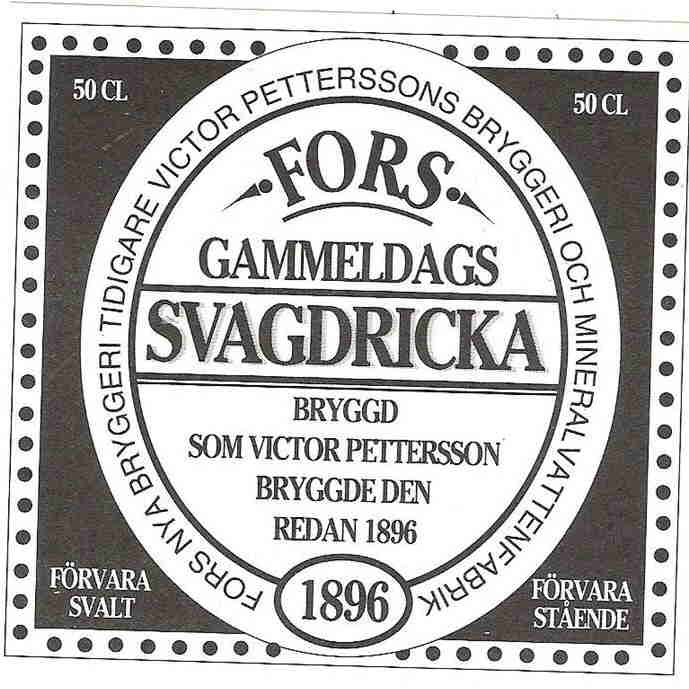 50 CL
50 CL
FORS NYA BRYGGERI TIDIGARE VICTOR PETTERSSONS BRYGGERI OCH MINERALVATTENFABRIK
FORS
GAMMELDAGS
SVAGDRICKA
BRYGGD
SOM VICTOR PETTERSSON
BRYGGDE DEN
REDAN 1896
1896
FÖRVARA
SVALT
FÖRVARA
STÅENDE